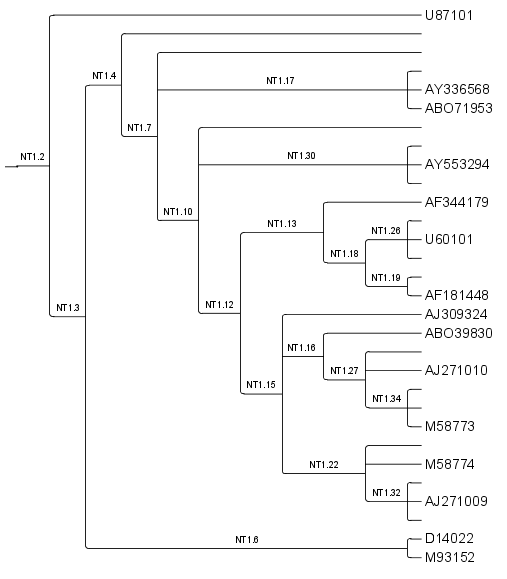 U87101
NT1.4
NT1.17
AY336568
ABO71953
NT1.7
NT1.2
NT1.30
AY553294
AF344179
NT1.10
NT1.13
NT1.26
U60101
NT1.18
NT1.19
AF181448
NT1.3
NT1.12
AJ309324
ABO39830
NT1.16
NT1.27
AJ271010
NT1.15
NT1.34
M58773
NT1.22
M58774
NT1.32
AJ271009
NT1.6
D14022
M93152